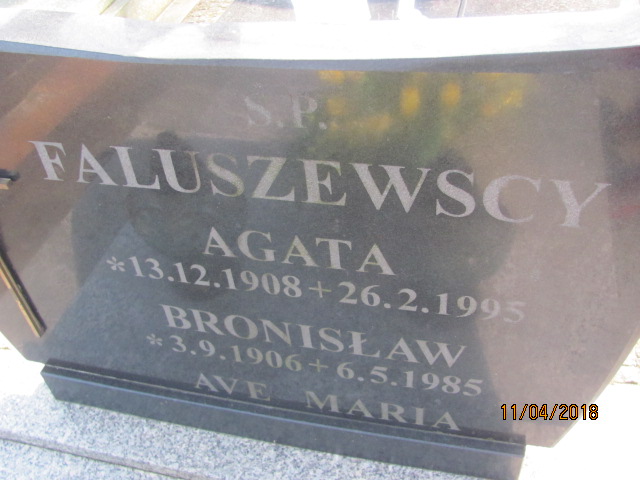 Ś.P.
FALUSZEWSCY
AGATA
*13.12.1908+26.2.1995
BRONISŁAW
*3.9.1906+6.5.1985
AVE MARIA
11/04/2018